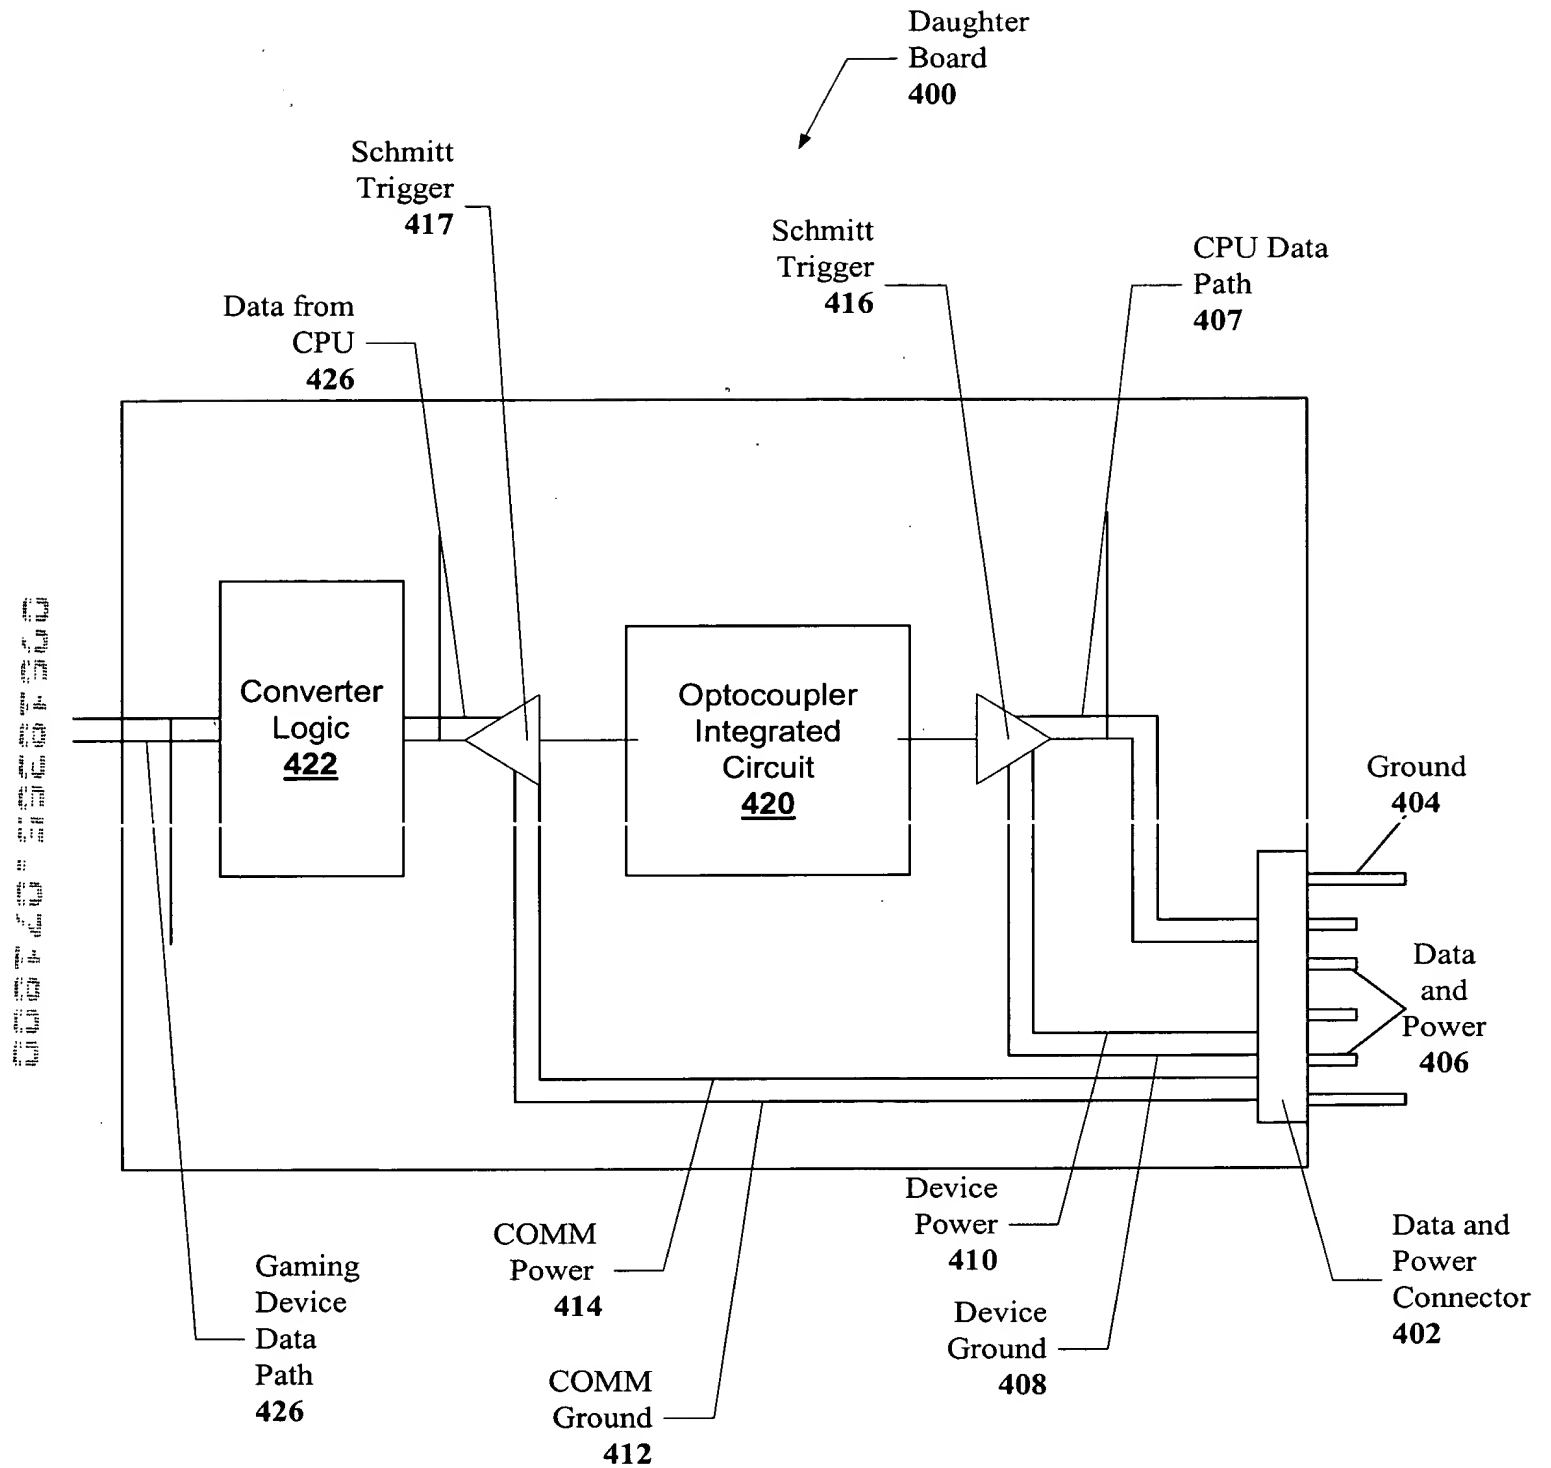 Daughter
Board
400
Schmitt
Trigger
417
Schmitt
Trigger
416
CPU Data
Path
407
Data from
CPU
426
Converter
Logic
422
Optocoupler
Integrated
Circuit
420
Ground
404
Data
and
Power
406
Device
Power
410
Data and
Power
Connector
402
COMM
Power
414
Gaming
Device
Data
Path
426
Device
Ground
408
COMM
Ground
412